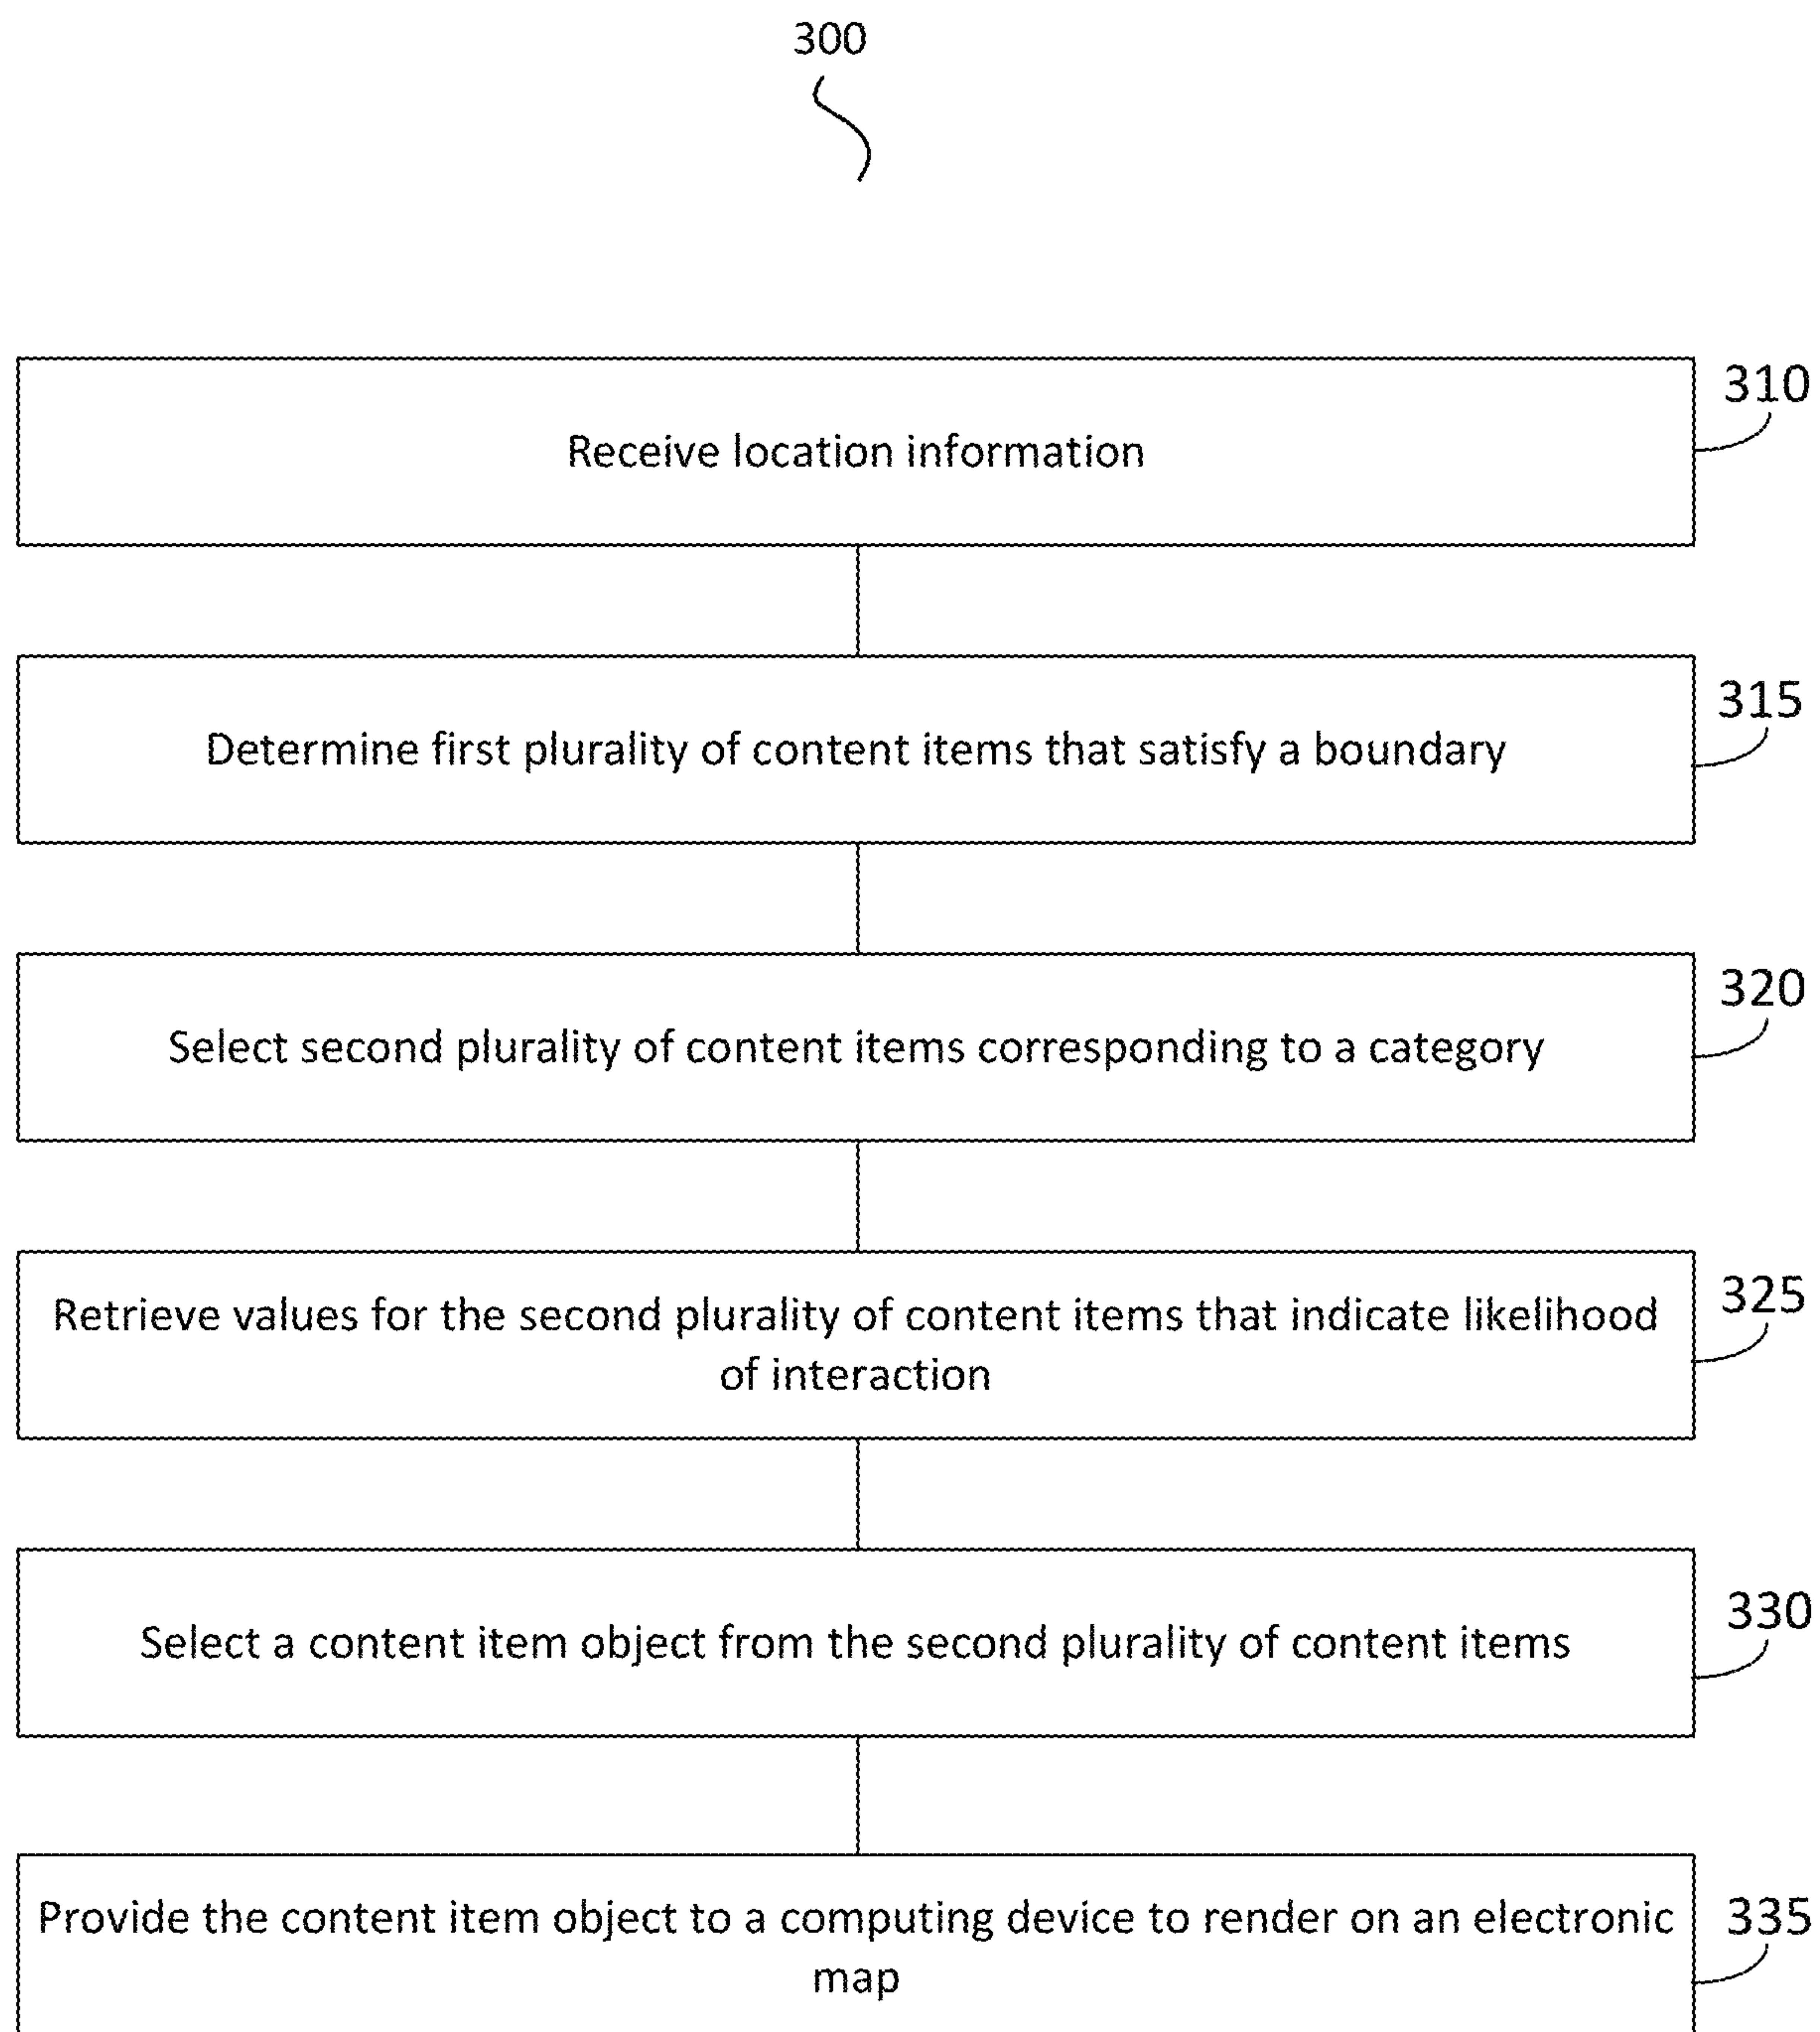 300
310
Receive location information
315
Determine first plurality of content items that satisfy a boundary
320
Select second plurality of content items corresponding to a category
325
Retrieve values for the second plurality of content items that indicate likelihood
of interaction
330
Select a content item object from the second plurality of content items
335
Provide the content item object to a computing device to render on an electronic
map